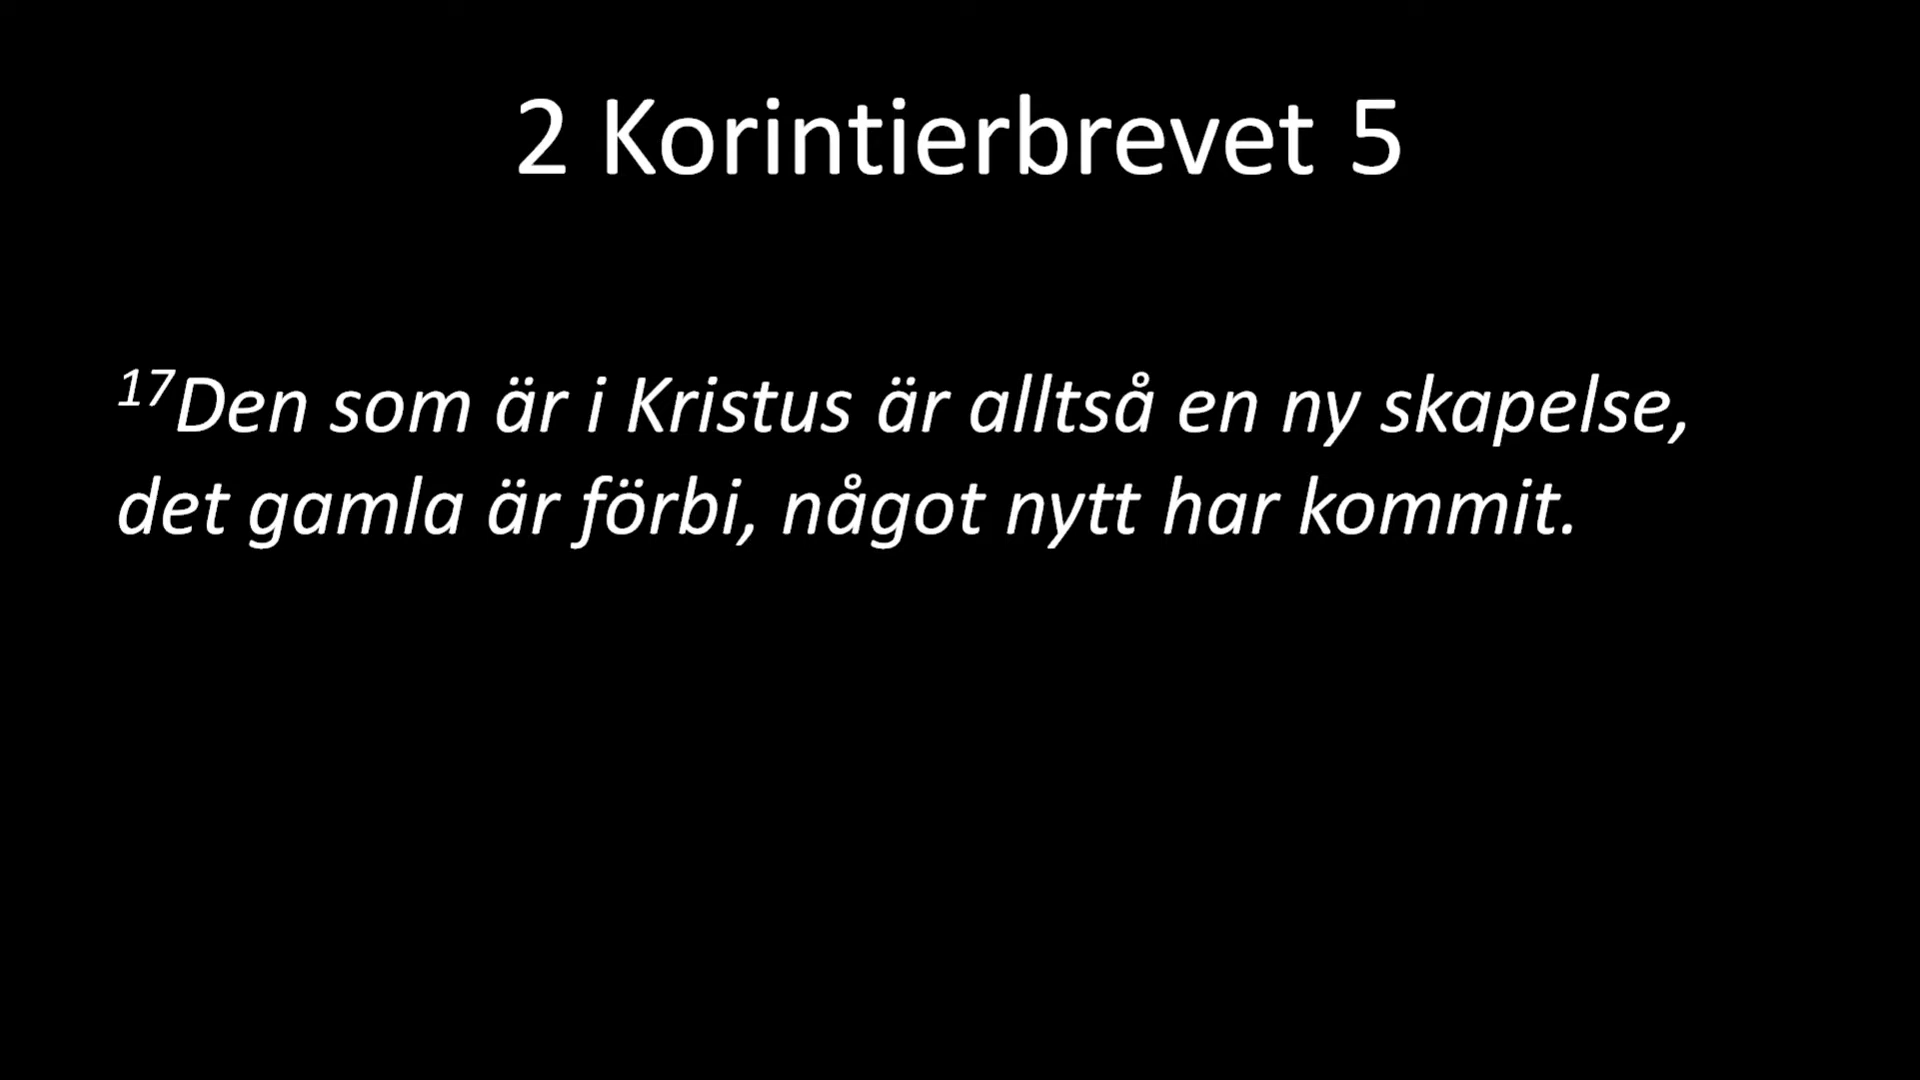 2 Korintierbrevet 5
17Den som är i Kristus är alltså en ny skapelse,
det gamla är förbi, något nytt har kommit.